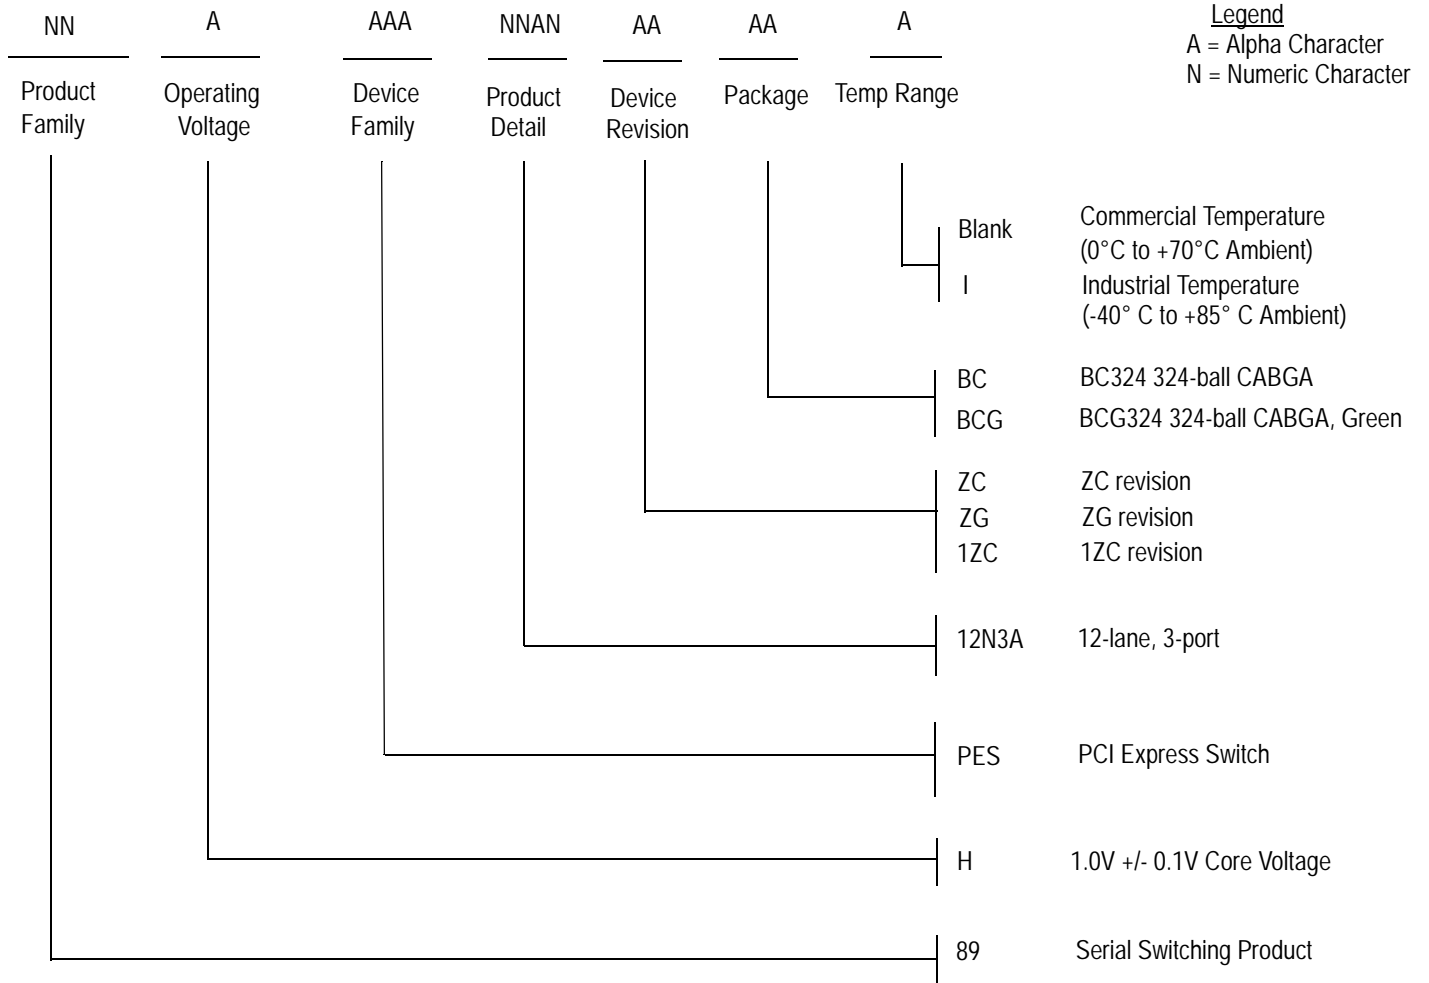 NN A AAA NNAN AA AA A
Legend
A = Alpha Character
N = Numeric Character
Product Family
Operating Voltage
Device Family
Product Detail
Device Revision
Package
Temp Range
Blank Commercial Temperature
(0°C to +70°C Ambient)
I Industrial Temperature
(-40° C to +85° C Ambient)
BC BC324 324-ball CABGA
BCG BCG324 324-ball CABGA, Green
ZC ZC revision
ZG ZG revision
1ZC 1ZC revision
12N3A 12-lane, 3-port
PES PCI Express Switch
H 1.0V +/- 0.1V Core Voltage
89 Serial Switching Product